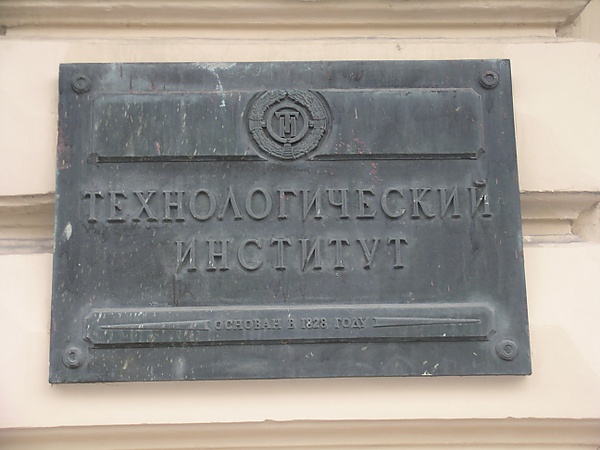 ТЕХНОЛОГИЧЕСКИЙ
ИНСТИТУТ
ОСНОВАН В 1828 ГОДУ